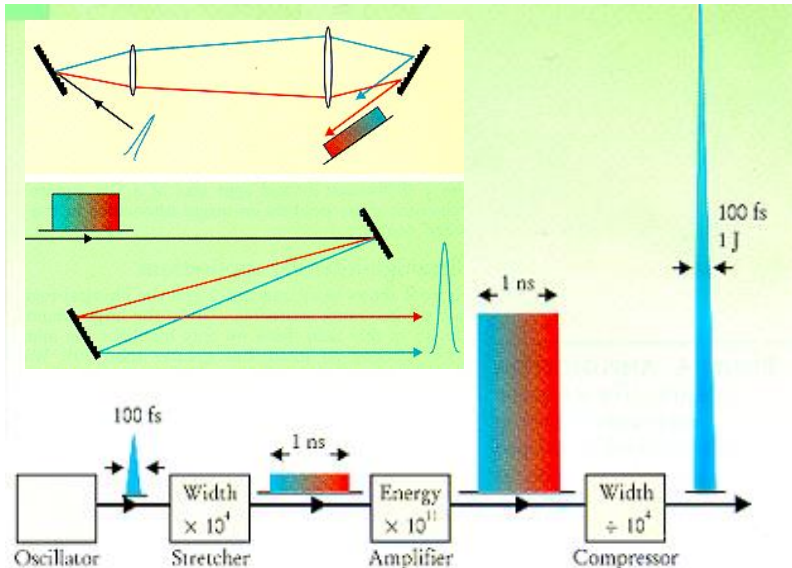 100 fs
1 J
1 ns
100 fs
1 ns
Width
× 10⁴
Energy
× 10¹¹
Width
÷ 10⁴
Oscillator
Stretcher
Amplifier
Compressor